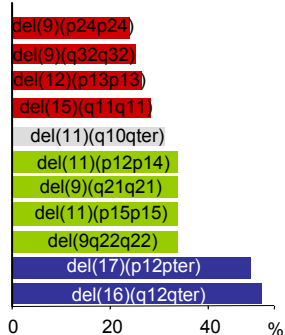 del(9)(p24p24)
del(9)(q32q32)
del(12)(p13p13)
del(15)(q11q11)
del(11)(q10qter)
del(11)(p12p14)
del(9)(q21q21)
del(11)(p15p15)
del(9q22q22)
del(17)(p12pter)
del(16)(q12qter)
0 20 40 %